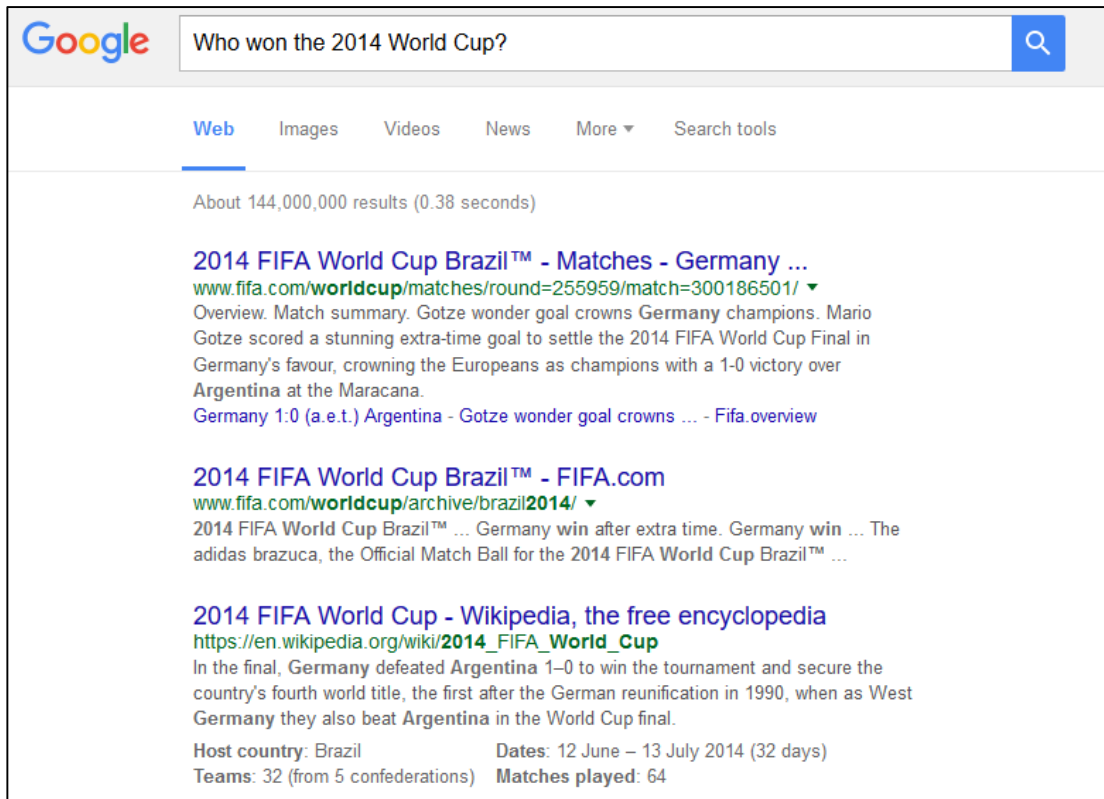 Google
Who won the 2014 World Cup?
Web Images Videos News More Search tools
About 144,000,000 results (0.38 seconds)
2014 FIFA World Cup Brazil™ - Matches - Germany ...
www.fifa.com/worldcup/matches/round=255959/match=300186501/
Overview. Match summary. Gotze wonder goal crowns Germany champions. Mario
Gotze scored a stunning extra-time goal to settle the 2014 FIFA World Cup Final in
Germany's favour, crowning the Europeans as champions with a 1-0 victory over
Argentina at the Maracana.
Germany 1:0 (a.e.t.) Argentina - Gotze wonder goal crowns ... - Fifa.overview
2014 FIFA World Cup Brazil™ - FIFA.com
www.fifa.com/worldcup/archive/brazil2014/
2014 FIFA World Cup Brazil™ ... Germany win after extra time. Germany win ... The
adidas brazuca, the Official Match Ball for the 2014 FIFA World Cup Brazil™ ...
2014 FIFA World Cup - Wikipedia, the free encyclopedia
https://en.wikipedia.org/wiki/2014_FIFA_World_Cup
In the final, Germany defeated Argentina 1–0 to win the tournament and secure the
country's fourth world title, the first after the German reunification in 1990, when as West
Germany they also beat Argentina in the World Cup final.
Host country: Brazil Dates: 12 June – 13 July 2014 (32 days)
Teams: 32 (from 5 confederations) Matches played: 64